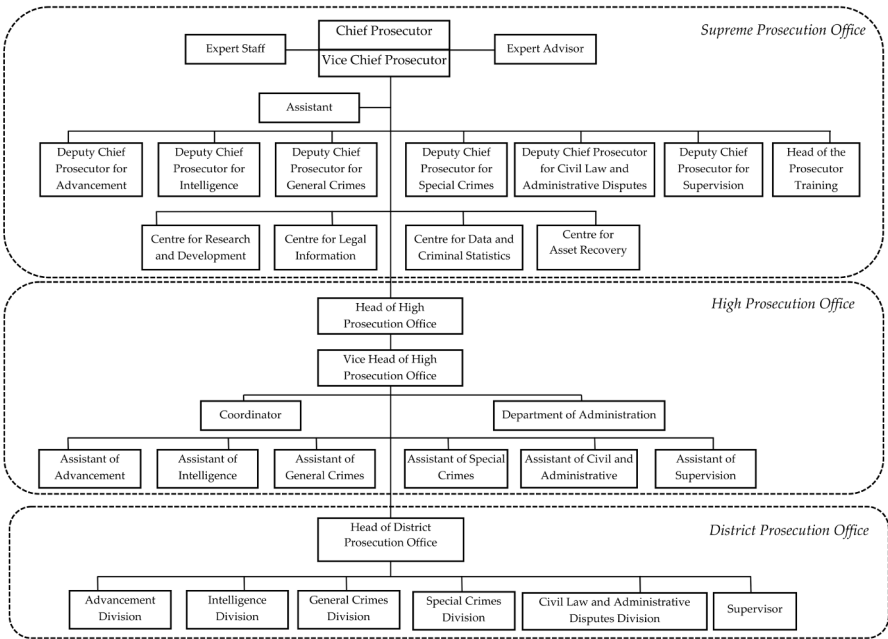 Supreme Prosecution Office
Chief Prosecutor
Expert Staff
Vice Chief Prosecutor
Expert Advisor
Assistant
Deputy Chief
Prosecutor for
Advancement
Deputy Chief
Prosecutor for
Intelligence
Deputy Chief
Prosecutor for
General Crimes
Deputy Chief
Prosecutor for
Special Crimes
Deputy Chief Prosecutor
for Civil Law and
Administrative Disputes
Deputy Chief
Prosecutor for
Supervision
Head of the
Prosecutor
Training
Centre for Research
and Development
Centre for Legal
Information
Centre for Data and
Criminal Statistics
Centre for
Asset Recovery
High Prosecution Office
Head of High
Prosecution Office
Vice Head of High
Prosecution Office
Coordinator
Department of Administration
Assistant of
Advancement
Assistant of
Intelligence
Assistant of
General Crimes
Assistant of Special
Crimes
Assistant of Civil and
Administrative
Assistant of
Supervision
District Prosecution Office
Head of District
Prosecution Office
Advancement
Division
Intelligence
Division
General Crimes
Division
Special Crimes
Division
Civil Law and Administrative
Disputes Division
Supervisor